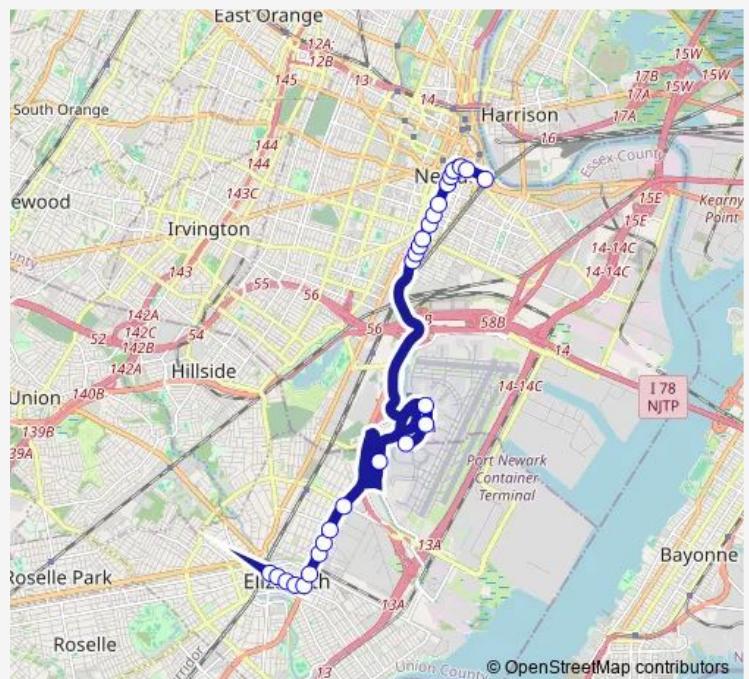 East Orange
12A;
12B
15W
145
13
17B
15W
15W
14
17A
South Orange
Harrison
17A
144
16
144
Essex County
143C
15E
Kearny
Point
ewood
15E
Irvington
14-14C
143
55
56
14-14C
142A
52
142C
54
56
58B
142B
14
142A
Hillside
14-14C
I 78
NJTP
Union
140B
139B
39A
Port Newark
Container
Terminal
13A
Bayonne
Roselle Park
13A
Roselle
13
Union County
© OpenStreetMap contributors